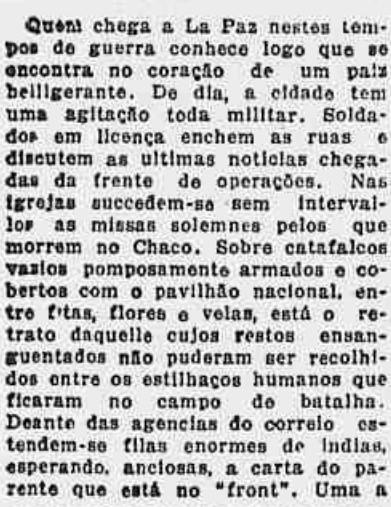 Quem chega a La Paz nestes tem-
pos de guerra conhece logo que se
encontra no coração de um paiz
belligerante. De dia, a cidade tem
uma agitação toda militar. Solda-
dos em licença enchem as ruas e
discutem as ultimas noticias chega-
das da frente de operações. Nas
igrejas succedem-se sem interval-
los as missas solemnes pelos que
morrem no Chaco. Sobre catafalcos
vazios pomposamente armados e co-
bertos com o pavilhão nacional, en-
tre fitas, flores e velas, está o re-
trato daquelle cujos restos ensan-
guentados não puderam ser recolhi-
dos entre os estilhaços humanos que
ficaram no campo de batalha.
Deante das agencias do correio es-
tendem-se filas enormes de indias,
esperando, anciosas, a carta do pa-
rente que está no "front". Uma a